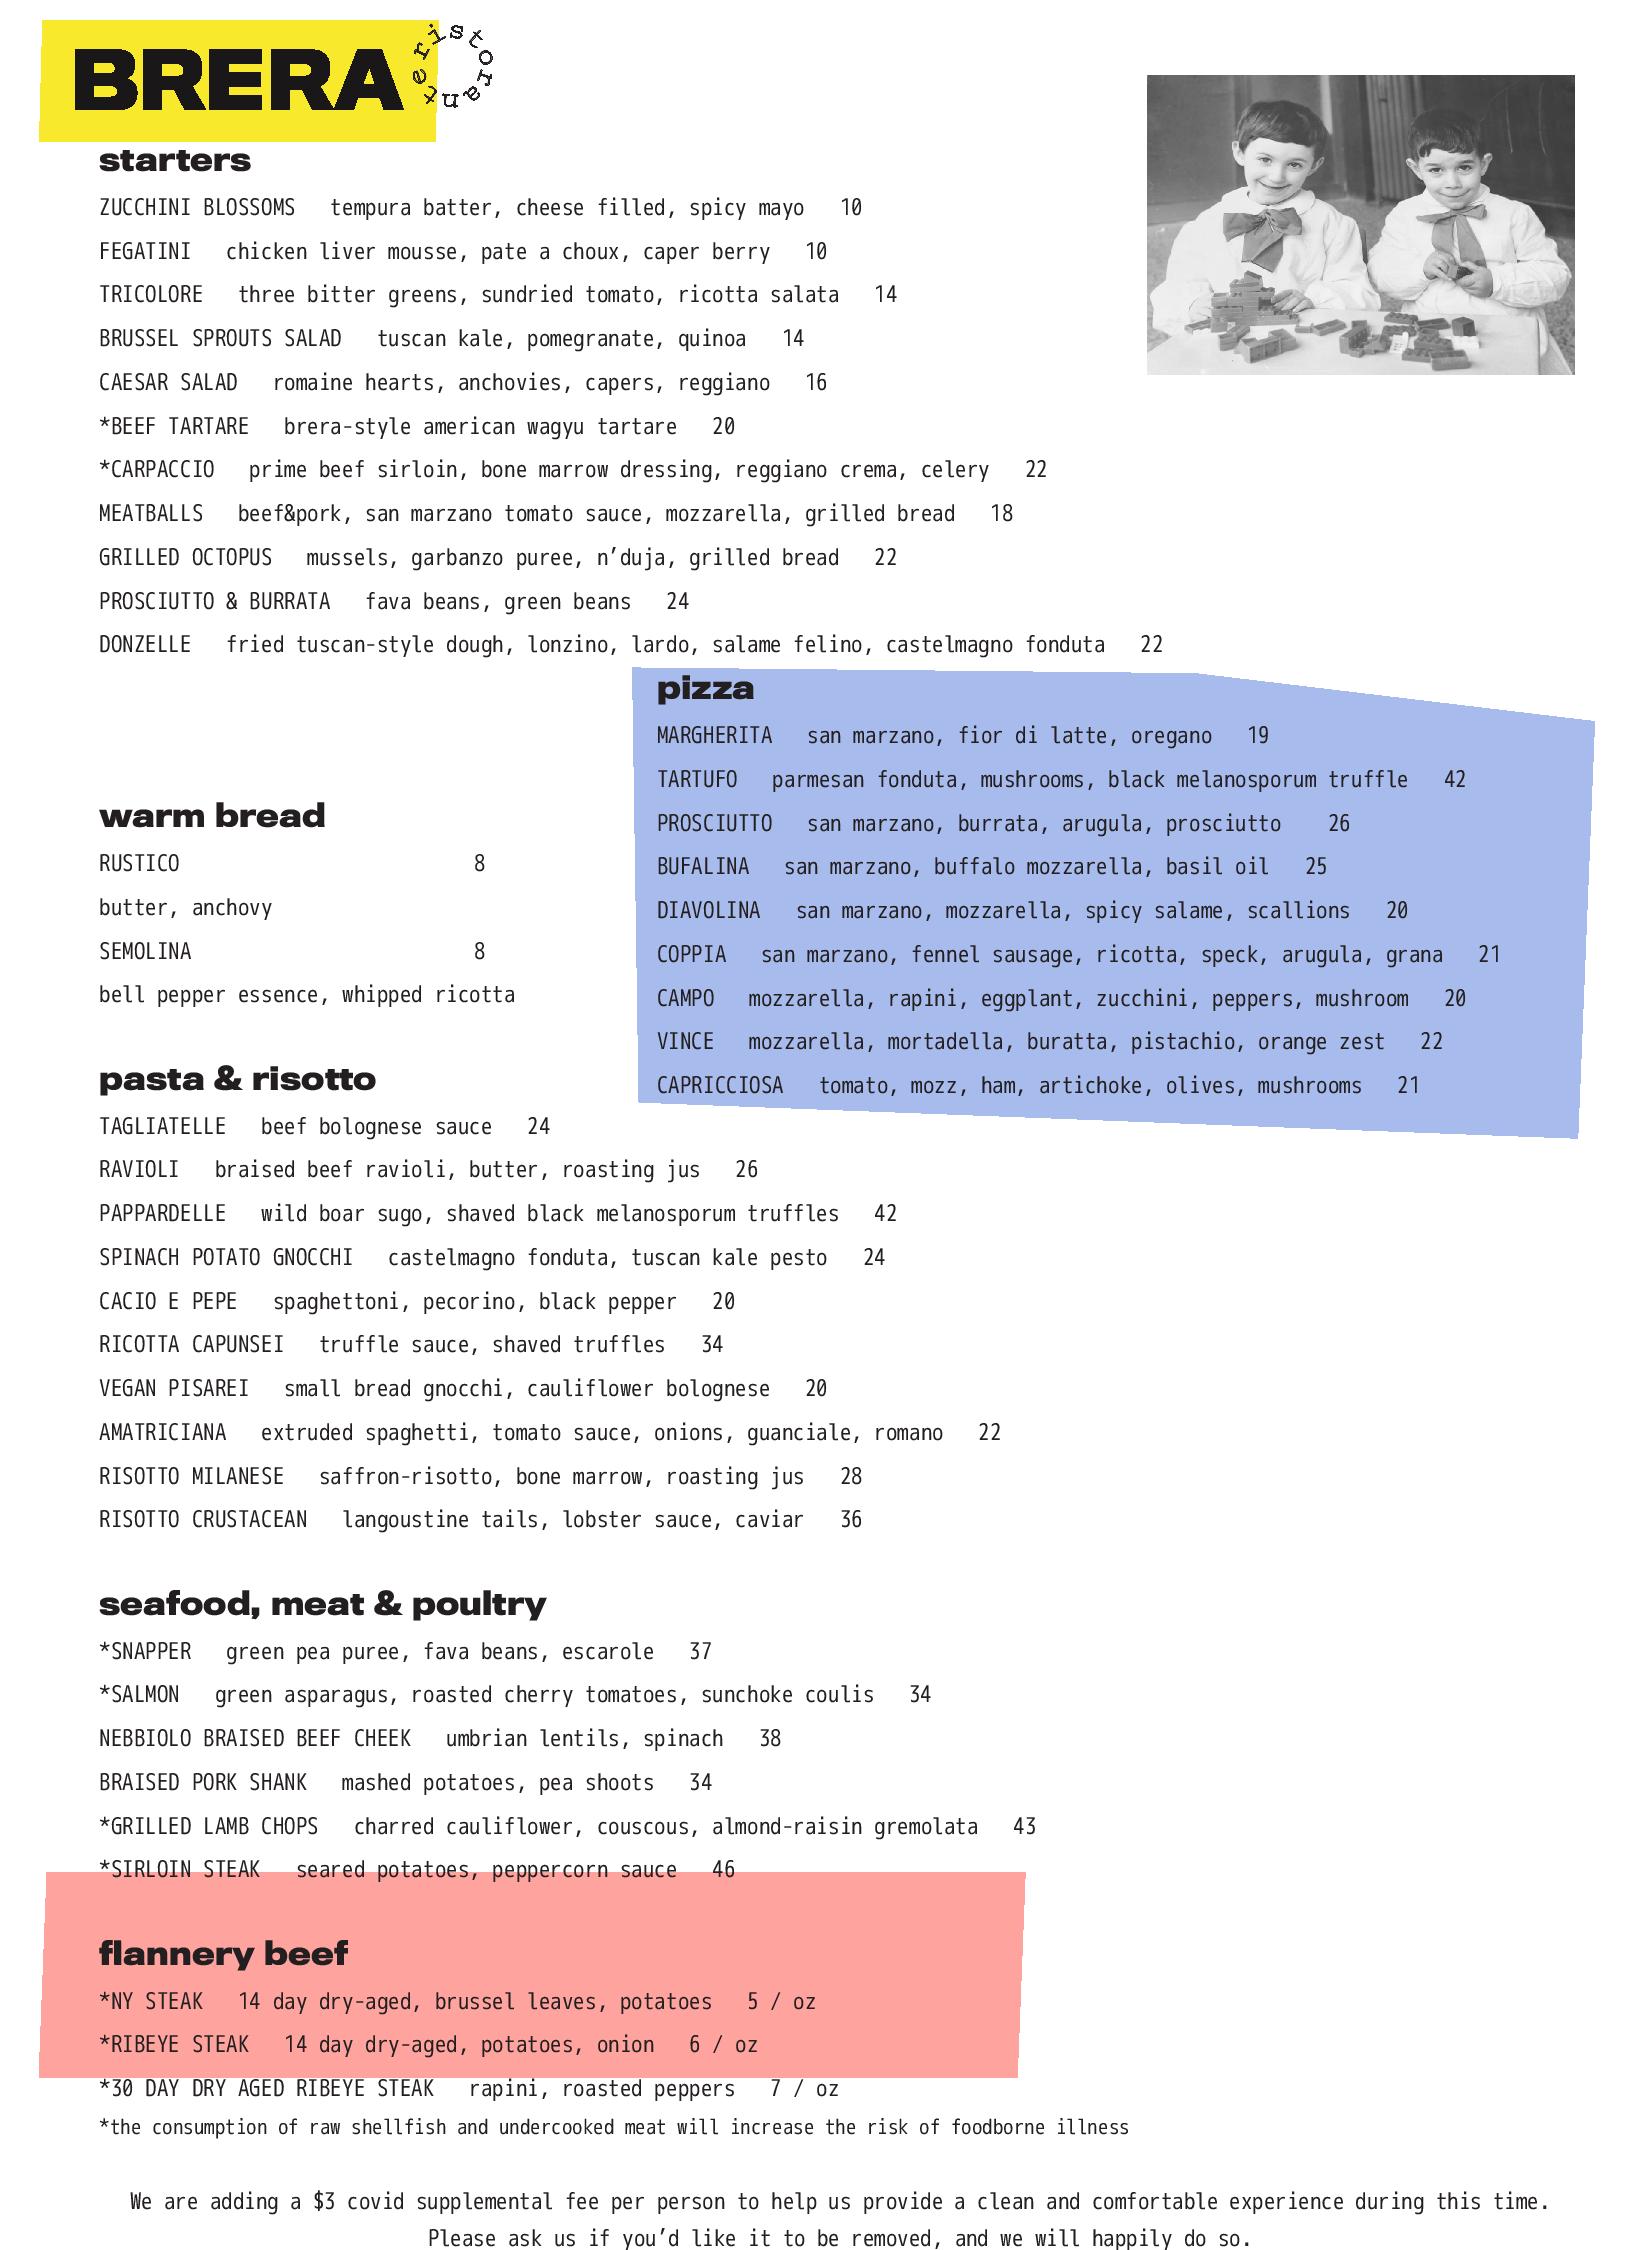 BRERA ristorante
starters
ZUCCHINI BLOSSOMS tempura batter, cheese filled, spicy mayo 10
FEGATINI chicken liver mousse, pate a choux, caper berry 10
TRICOLORE three bitter greens, sundried tomato, ricotta salata 14
BRUSSEL SPROUTS SALAD tuscan kale, pomegranate, quinoa 14
CAESAR SALAD romaine hearts, anchovies, capers, reggiano 16
*BEEF TARTARE brera-style american wagyu tartare 20
*CARPACCIO prime beef sirloin, bone marrow dressing, reggiano crema, celery 22
MEATBALLS beef&pork, san marzano tomato sauce, mozzarella, grilled bread 18
GRILLED OCTOPUS mussels, garbanzo puree, n’duja, grilled bread 22
PROSCIUTTO & BURRATA fava beans, green beans 24
DONZELLE fried tuscan-style dough, lonzino, lardo, salame felino, castelmagno fonduta 22
pizza
MARGHERITA san marzano, fior di latte, oregano 19
TARTUFO parmesan fonduta, mushrooms, black melanosporum truffle 42
PROSCIUTTO san marzano, burrata, arugula, prosciutto 26
BUFALINA san marzano, buffalo mozzarella, basil oil 25
DIAVOLINA san marzano, mozzarella, spicy salame, scallions 20
COPPIA san marzano, fennel sausage, ricotta, speck, arugula, grana 21
CAMPO mozzarella, rapini, eggplant, zucchini, peppers, mushroom 20
VINCE mozzarella, mortadella, buratta, pistachio, orange zest 22
CAPRICCIOSA tomato, mozz, ham, artichoke, olives, mushrooms 21
warm bread
RUSTICO 8
butter, anchovy
SEMOLINA 8
bell pepper essence, whipped ricotta
pasta & risotto
TAGLIATELLE beef bolognese sauce 24
RAVIOLI braised beef ravioli, butter, roasting jus 26
PAPPARDELLE wild boar sugo, shaved black melanosporum truffles 42
SPINACH POTATO GNOCCHI castelmagno fonduta, tuscan kale pesto 24
CACIO E PEPE spaghettoni, pecorino, black pepper 20
RICOTTA CAPUNSEI truffle sauce, shaved truffles 34
VEGAN PISAREI small bread gnocchi, cauliflower bolognese 20
AMATRICIANA extruded spaghetti, tomato sauce, onions, guanciale, romano 22
RISOTTO MILANESE saffron-risotto, bone marrow, roasting jus 28
RISOTTO CRUSTACEAN langoustine tails, lobster sauce, caviar 36
seafood, meat & poultry
*SNAPPER green pea puree, fava beans, escarole 37
*SALMON green asparagus, roasted cherry tomatoes, sunchoke coulis 34
NEBBIOLO BRAISED BEEF CHEEK umbrian lentils, spinach 38
BRAISED PORK SHANK mashed potatoes, pea shoots 34
*GRILLED LAMB CHOPS charred cauliflower, couscous, almond-raisin gremolata 43
*SIRLOIN STEAK seared potatoes, peppercorn sauce 46
flannery beef
*NY STEAK 14 day dry-aged, brussel leaves, potatoes 5 / oz
*RIBEYE STEAK 14 day dry-aged, potatoes, onion 6 / oz
*30 DAY DRY AGED RIBEYE STEAK rapini, roasted peppers 7 / oz
*the consumption of raw shellfish and undercooked meat will increase the risk of foodborne illness
We are adding a $3 covid supplemental fee per person to help us provide a clean and comfortable experience during this time.
Please ask us if you’d like it to be removed, and we will happily do so.